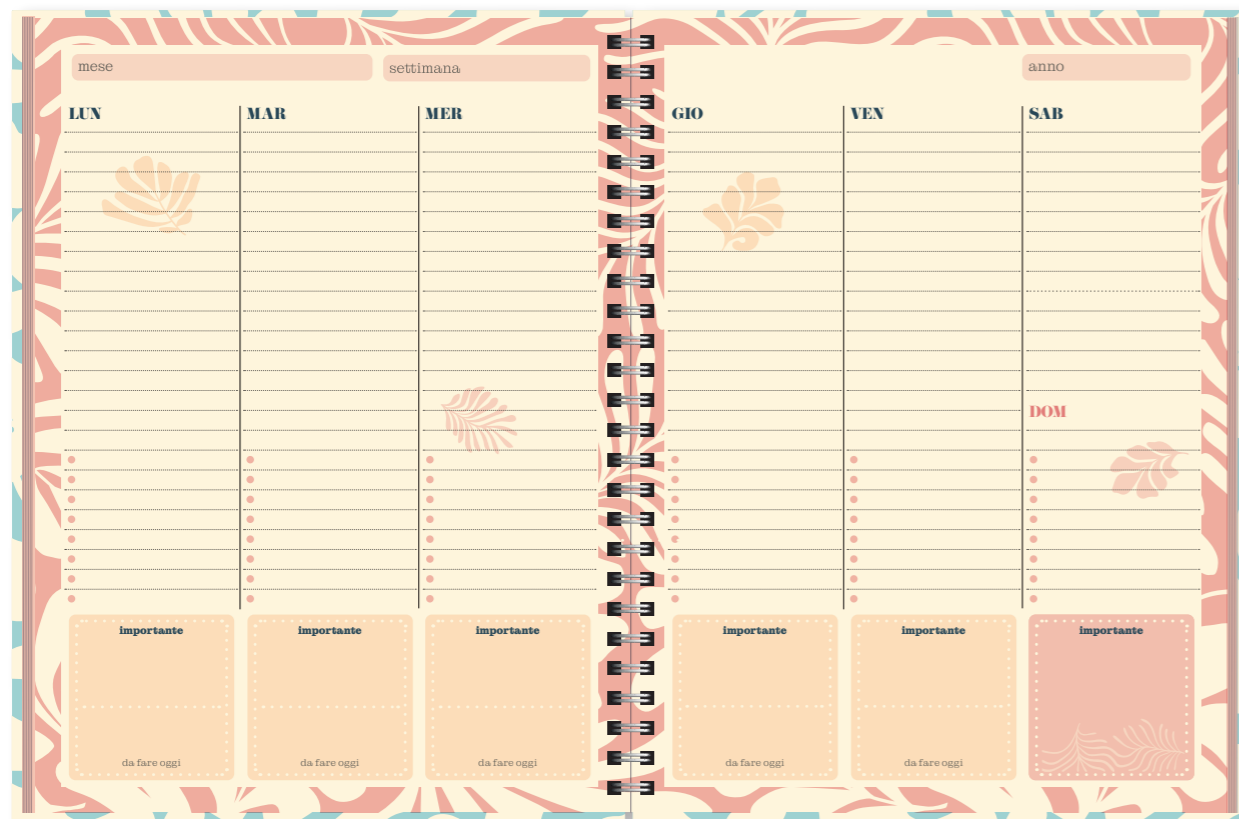 mese
settimana
anno
LUN
MAR
MER
GIO
VEN
SAB
DOM
importante
importante
importante
importante
importante
importante
da fare oggi
da fare oggi
da fare oggi
da fare oggi
da fare oggi